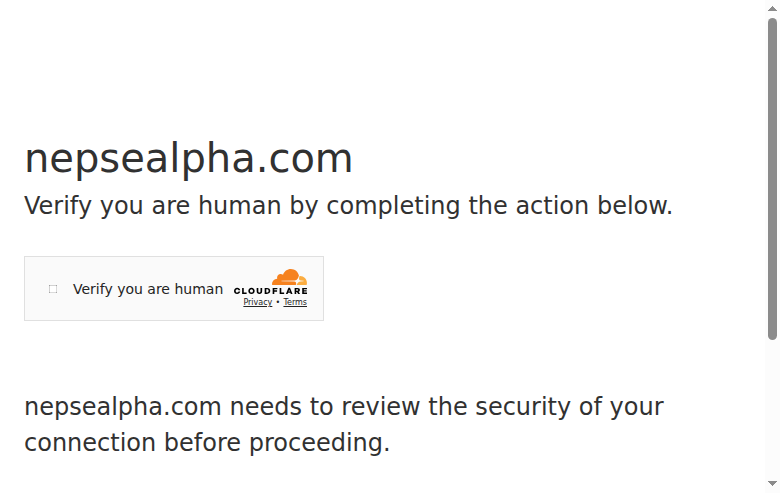 nepsealpha.com
Verify you are human by completing the action below.
Verify you are human
CLOUDFLARE
Privacy • Terms
nepsealpha.com needs to review the security of your
connection before proceeding.